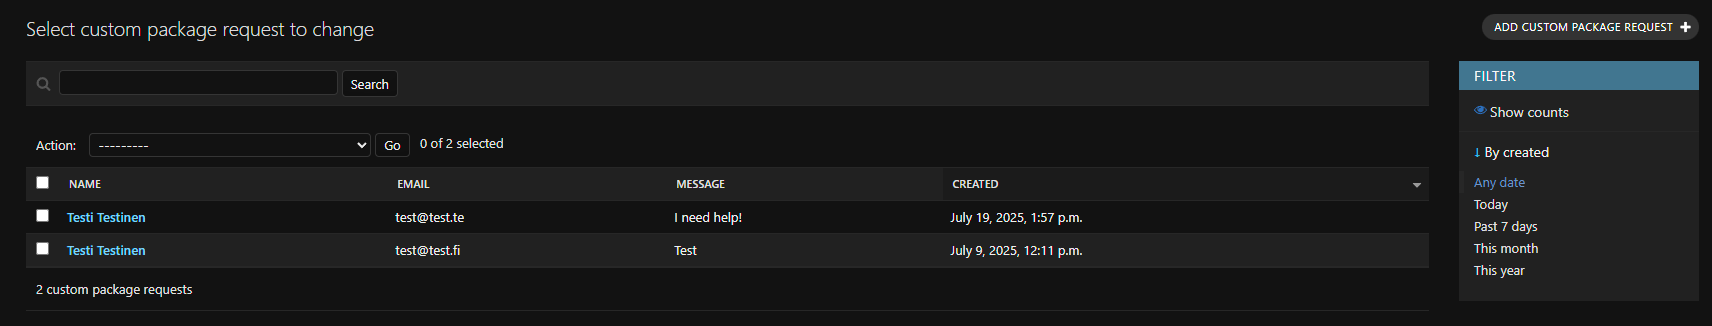 Select custom package request to change
ADD CUSTOM PACKAGE REQUEST
Search
Action: --------- Go 0 of 2 selected
NAME EMAIL MESSAGE CREATED
Testi Testinen test@test.te I need help! July 19, 2025, 1:57 p.m.
Testi Testinen test@test.fi Test July 9, 2025, 12:11 p.m.
2 custom package requests
FILTER
Show counts
↓ By created
Any date
Today
Past 7 days
This month
This year